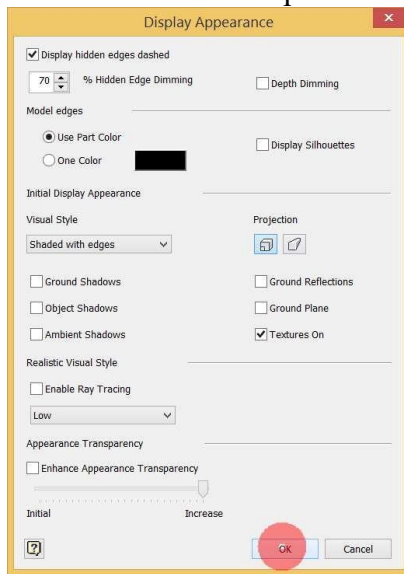 Display Appearance
Display hidden edges dashed
70 % Hidden Edge Dimming
Depth Dimming
Model edges
Use Part Color
Display Silhouettes
One Color
Initial Display Appearance
Visual Style
Projection
Shaded with edges
Ground Shadows
Ground Reflections
Object Shadows
Ground Plane
Ambient Shadows
Textures On
Realistic Visual Style
Enable Ray Tracing
Low
Appearance Transparency
Enhance Appearance Transparency
Initial Increase
OK Cancel